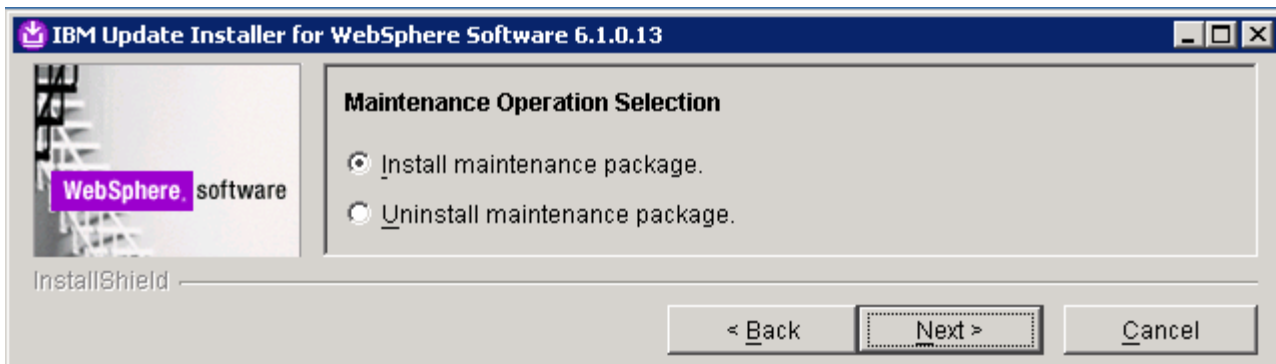 IBM Update Installer for WebSphere Software 6.1.0.13
Maintenance Operation Selection
Install maintenance package.
Uninstall maintenance package.
WebSphere. software
InstallShield
< Back
Next >
Cancel